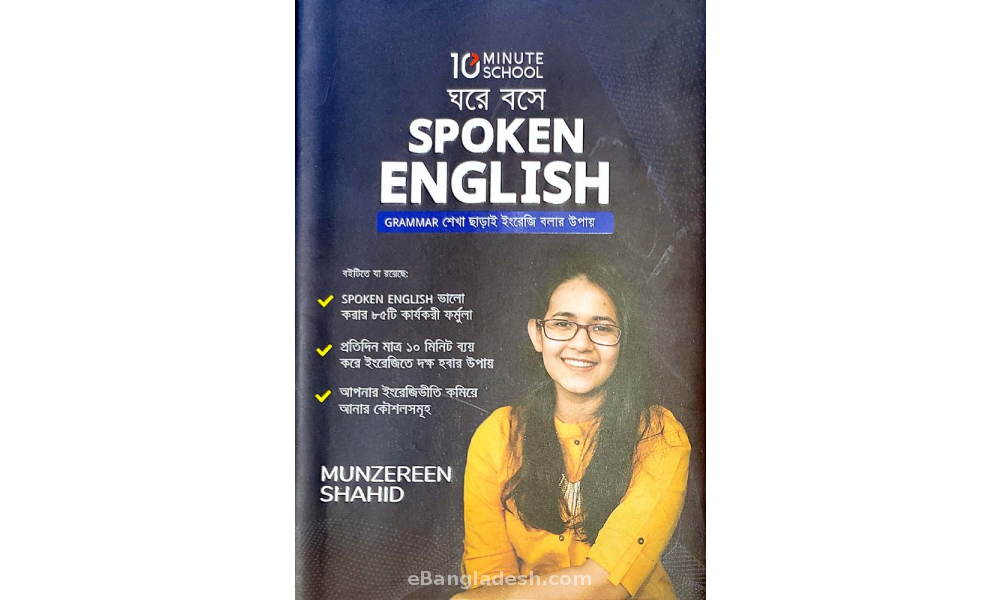 10 MINUTE
SCHOOL
ঘরে বসে
SPOKEN
ENGLISH
GRAMMAR শেখা ছাড়াই ইংরেজি বলার উপায়
বইটিতে যা রয়েছে:
SPOKEN ENGLISH ভালো
করার ৮৫টি কার্যকরী ফর্মুলা
প্রতিদিন মাত্র ১০ মিনিট ব্যয়
করে ইংরেজিতে দক্ষ হবার উপায়
আপনার ইংরেজিভীতি কমিয়ে
আনার কৌশলসমূহ
MUNZEREEN
SHAHID
eBangladesh.com